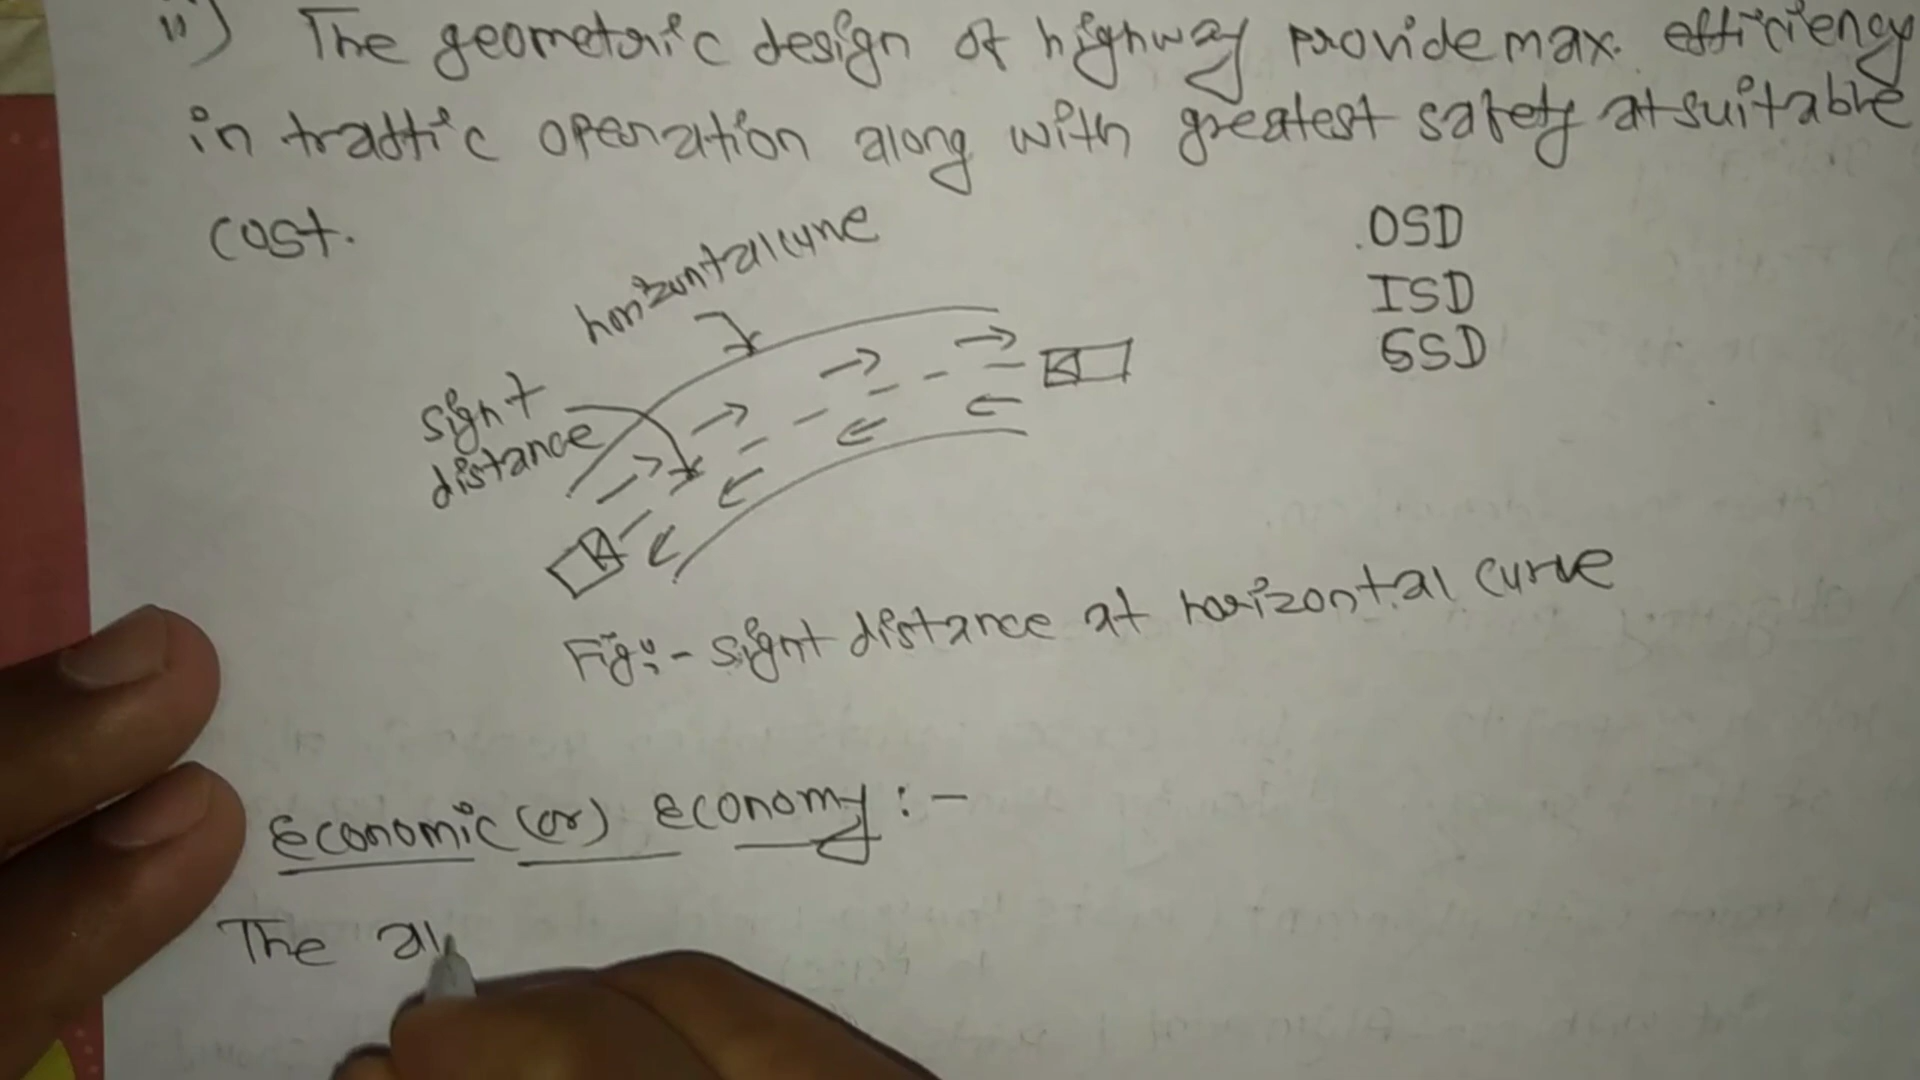 ii) The geometric design of highway provide max. efficiency
in traffic operation along with greatest safety at suitable
cost.
OSD
ISD
SSD
horizontal curve
sight
distance
Fig:- sight distance at horizontal curve
Economic (or) economy :-
The al